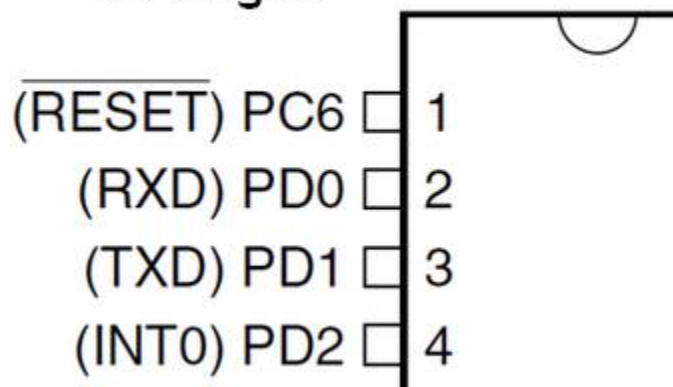 (RESET) PC6 1
(RXD) PD0 2
(TXD) PD1 3
(INT0) PD2 4